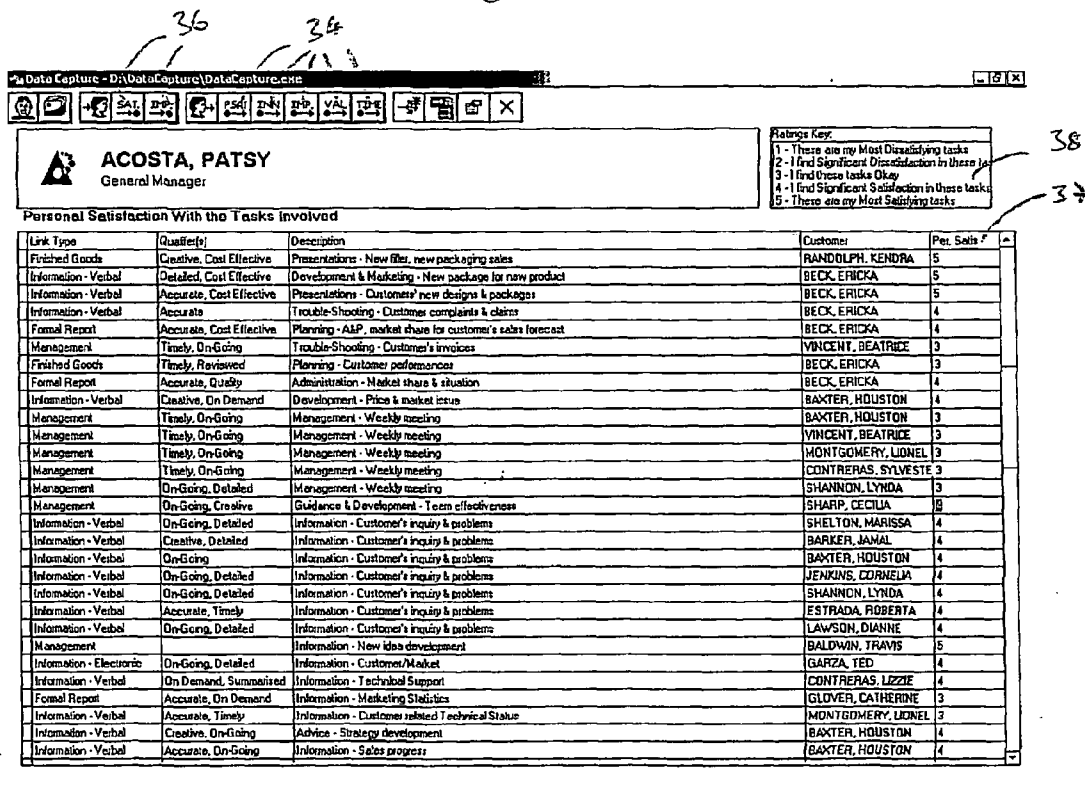 36
34
Data Capture - D:\DataCapture\DataCapture.exe
SAT. IMP. PSAT INN IMP. VAL TIME
ACOSTA, PATSY
General Manager
Ratings Key:
1 - These are my Most Dissatisfying tasks
2 - I find Significant Dissatisfaction in these ta
3 - I find these tasks Okay
4 - I find Significant Satisfaction in these tasks
5 - These are my Most Satisfying tasks
38
37
Personal Satisfaction With the Tasks Involved
Link Type Qualifier(s) Description Customer Per. Satis
Finished Goods Creative, Cost Effective Presentations - New filler, new packaging sales RANDOLPH, KENDRA 5
Information - Verbal Detailed, Cost Effective Development & Marketing - New package for new product BECK, ERICKA 5
Information - Verbal Accurate, Cost Effective Presentations - Customers' new designs & packages BECK, ERICKA 5
Information - Verbal Accurate Trouble-Shooting - Customer complaints & claims BECK, ERICKA 4
Formal Report Accurate, Cost Effective Planning - A&P, market share for customer's sales forecast BECK, ERICKA 4
Management Timely, On-Going Trouble-Shooting - Customer's invoices VINCENT, BEATRICE 3
Finished Goods Timely, Reviewed Planning - Customer performances BECK, ERICKA 3
Formal Report Accurate, Quality Administration - Market share & situation BECK, ERICKA 4
Information - Verbal Creative, On Demand Development - Price & market issue BAXTER, HOUSTON 4
Management Timely, On-Going Management - Weekly meeting BAXTER, HOUSTON 3
Management Timely, On-Going Management - Weekly meeting VINCENT, BEATRICE 3
Management Timely, On-Going Management - Weekly meeting MONTGOMERY, LIONEL 3
Management Timely, On-Going Management - Weekly meeting CONTRERAS, SYLVESTE 3
Management On-Going, Detailed Management - Weekly meeting SHANNON, LYNDA 3
Management On-Going, Creative Guidance & Development - Team effectiveness SHARP, CECILIA
Information - Verbal On-Going, Detailed Information - Customer's inquiry & problems SHELTON, MARISSA 4
Information - Verbal Creative, Detailed Information - Customer's inquiry & problems BARKER, JAMAL 4
Information - Verbal On-Going Information - Customer's inquiry & problems BAXTER, HOUSTON 4
Information - Verbal On-Going, Detailed Information - Customer's inquiry & problems JENKINS, CORNELIA 4
Information - Verbal On-Going, Detailed Information - Customer's inquiry & problems SHANNON, LYNDA 4
Information - Verbal Accurate, Timely Information - Customer's inquiry & problems ESTRADA, ROBERTA 4
Information - Verbal On-Going, Detailed Information - Customer's inquiry & problems LAWSON, DIANNE 4
Management Information - New idea development BALDWIN, TRAVIS 5
Information - Electronic On-Going, Detailed Information - Customer/Market GARZA, TED 4
Information - Verbal On Demand, Summarised Information - Technical Support CONTRERAS, LIZZIE 4
Formal Report Accurate, On Demand Information - Marketing Statistics GLOVER, CATHERINE 3
Information - Verbal Accurate, Timely Information - Customer related Technical Status MONTGOMERY, LIONEL 3
Information - Verbal Creative, On-Going Advice - Strategy development BAXTER, HOUSTON 4
Information - Verbal Accurate, On-Going Information - Sales progress BAXTER, HOUSTON 4